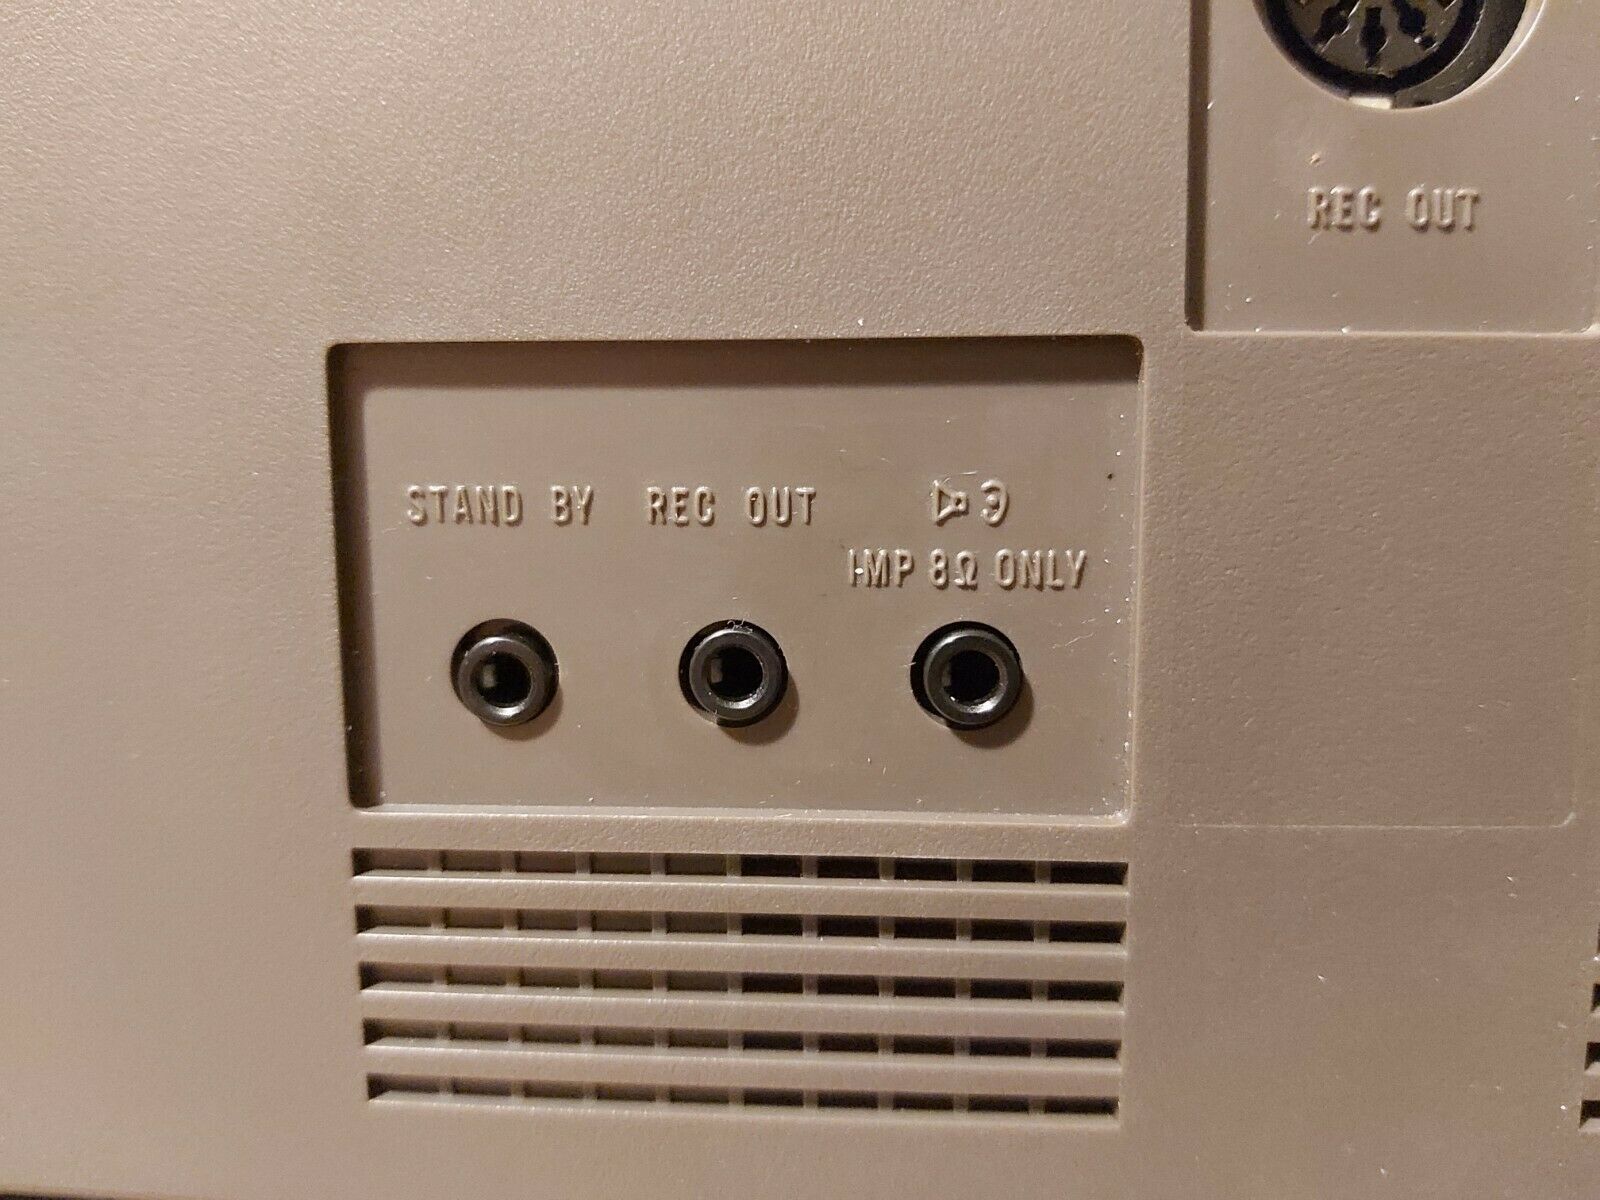 REC OUT
STAND BY REC OUT
IMP 8Ω ONLY